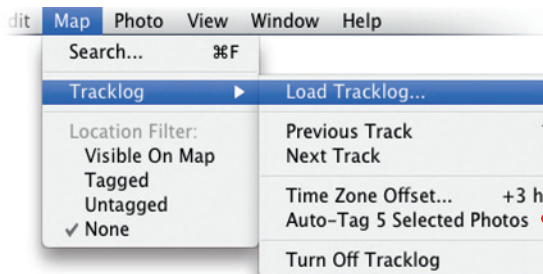 Map Photo View Window Help
Search... ⌘F
Tracklog ▶
Load Tracklog...
Location Filter:
Visible On Map
Tagged
Untagged
✓ None
Previous Track
Next Track
Time Zone Offset... +3
Auto-Tag 5 Selected Photos
Turn Off Tracklog